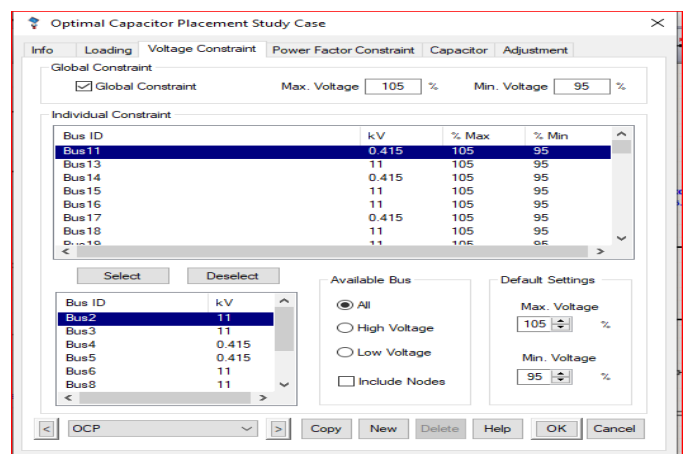 Optimal Capacitor Placement Study Case
Info Loading Voltage Constraint Power Factor Constraint Capacitor Adjustment
Global Constraint
Global Constraint Max. Voltage 105 % Min. Voltage 95 %
Individual Constraint
Bus ID kV % Max % Min
Bus11 0.415 105 95
Bus13 11 105 95
Bus14 0.415 105 95
Bus15 11 105 95
Bus16 11 105 95
Bus17 0.415 105 95
Bus18 11 105 95
Bus19 11 105 95
Select Deselect
Bus ID kV
Bus2 11
Bus3 11
Bus4 0.415
Bus5 0.415
Bus6 11
Bus8 11
Available Bus
All
High Voltage
Low Voltage
Include Nodes
Default Settings
Max. Voltage
105 %
Min. Voltage
95 %
< OCP > Copy New Delete Help OK Cancel